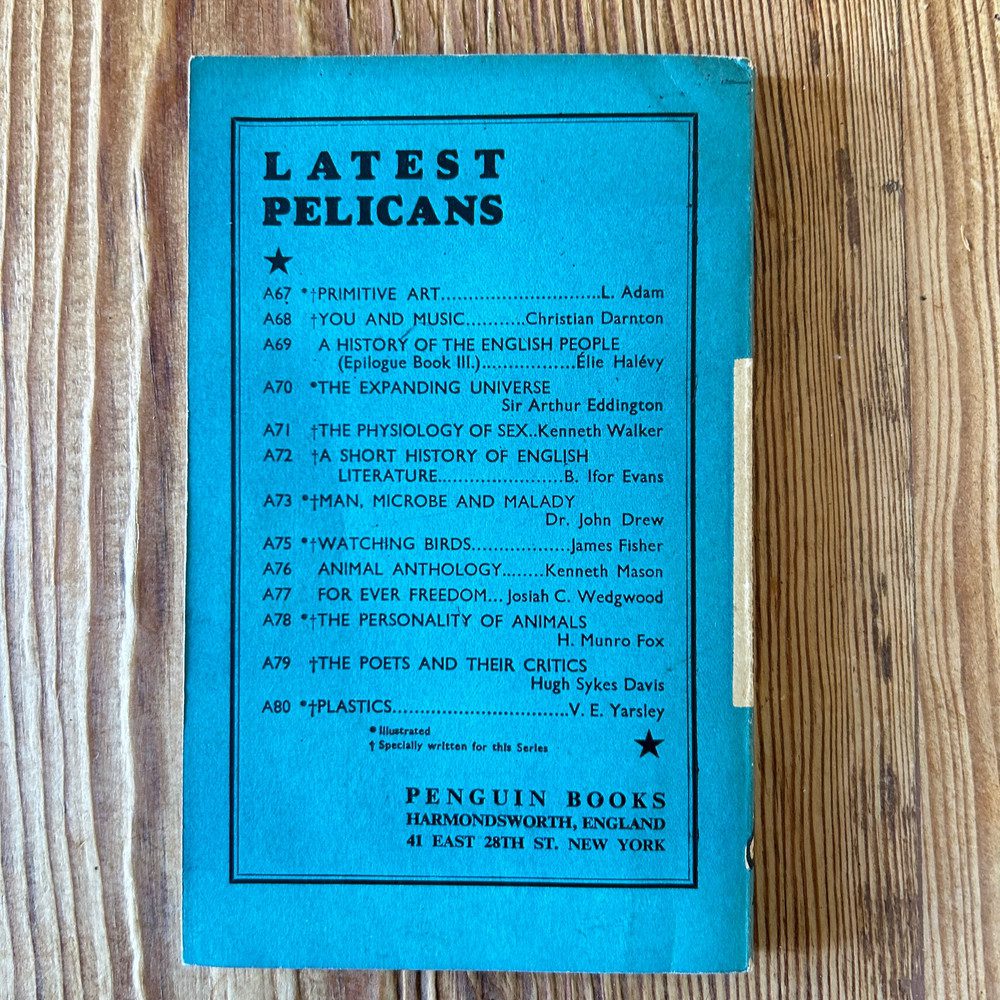 LATEST
PELICANS
★
A67 *†PRIMITIVE ART............................L. Adam
A68 †YOU AND MUSIC...........Christian Darnton
A69 A HISTORY OF THE ENGLISH PEOPLE
(Epilogue Book III.).................Élie Halévy
A70 *THE EXPANDING UNIVERSE
Sir Arthur Eddington
A71 †THE PHYSIOLOGY OF SEX..Kenneth Walker
A72 †A SHORT HISTORY OF ENGLISH
LITERATURE......................B. Ifor Evans
A73 *†MAN, MICROBE AND MALADY
Dr. John Drew
A75 *†WATCHING BIRDS..................James Fisher
A76 ANIMAL ANTHOLOGY.......Kenneth Mason
A77 FOR EVER FREEDOM...Josiah C. Wedgwood
A78 *†THE PERSONALITY OF ANIMALS
H. Munro Fox
A79 †THE POETS AND THEIR CRITICS
Hugh Sykes Davis
A80 *†PLASTICS...............................V. E. Yarsley
* Illustrated
† Specially written for this Series
★
PENGUIN BOOKS
HARMONDSWORTH, ENGLAND
41 EAST 28TH ST. NEW YORK